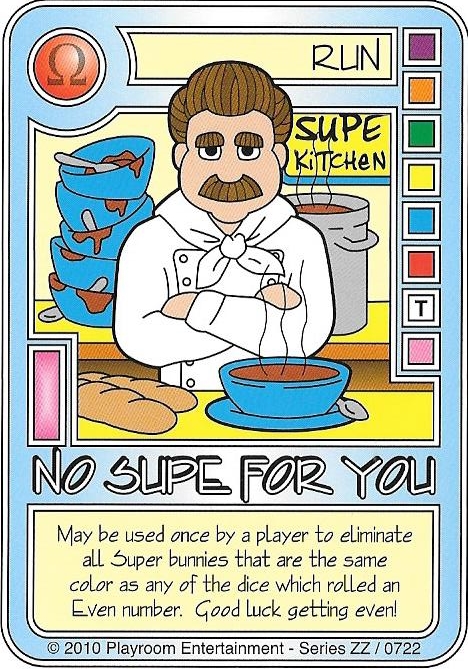 Ω
RUN
SUPE
KiTCHeN
T
NO SUPE FOR YOU
May be used once by a player to eliminate
all Super bunnies that are the same
color as any of the dice which rolled an
Even number. Good luck getting even!
© 2010 Playroom Entertainment - Series ZZ / 0722